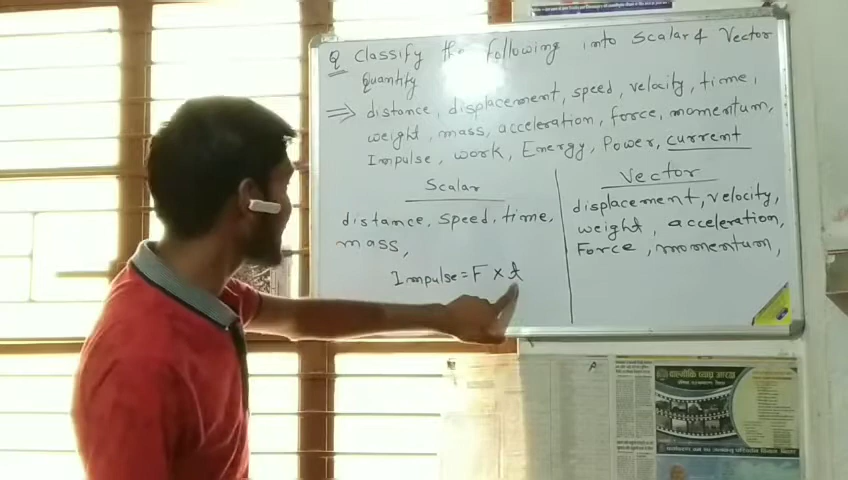 Q Classify the following into Scalar & Vector
quantity
⇒ distance, displacement, speed, velocity, time,
weight, mass, acceleration, force, momentum,
Impulse, work, Energy, Power, current
Scalar
distance, speed, time,
mass,
Impulse = F × t
Vector
displacement, velocity,
weight, acceleration,
Force, momentum,